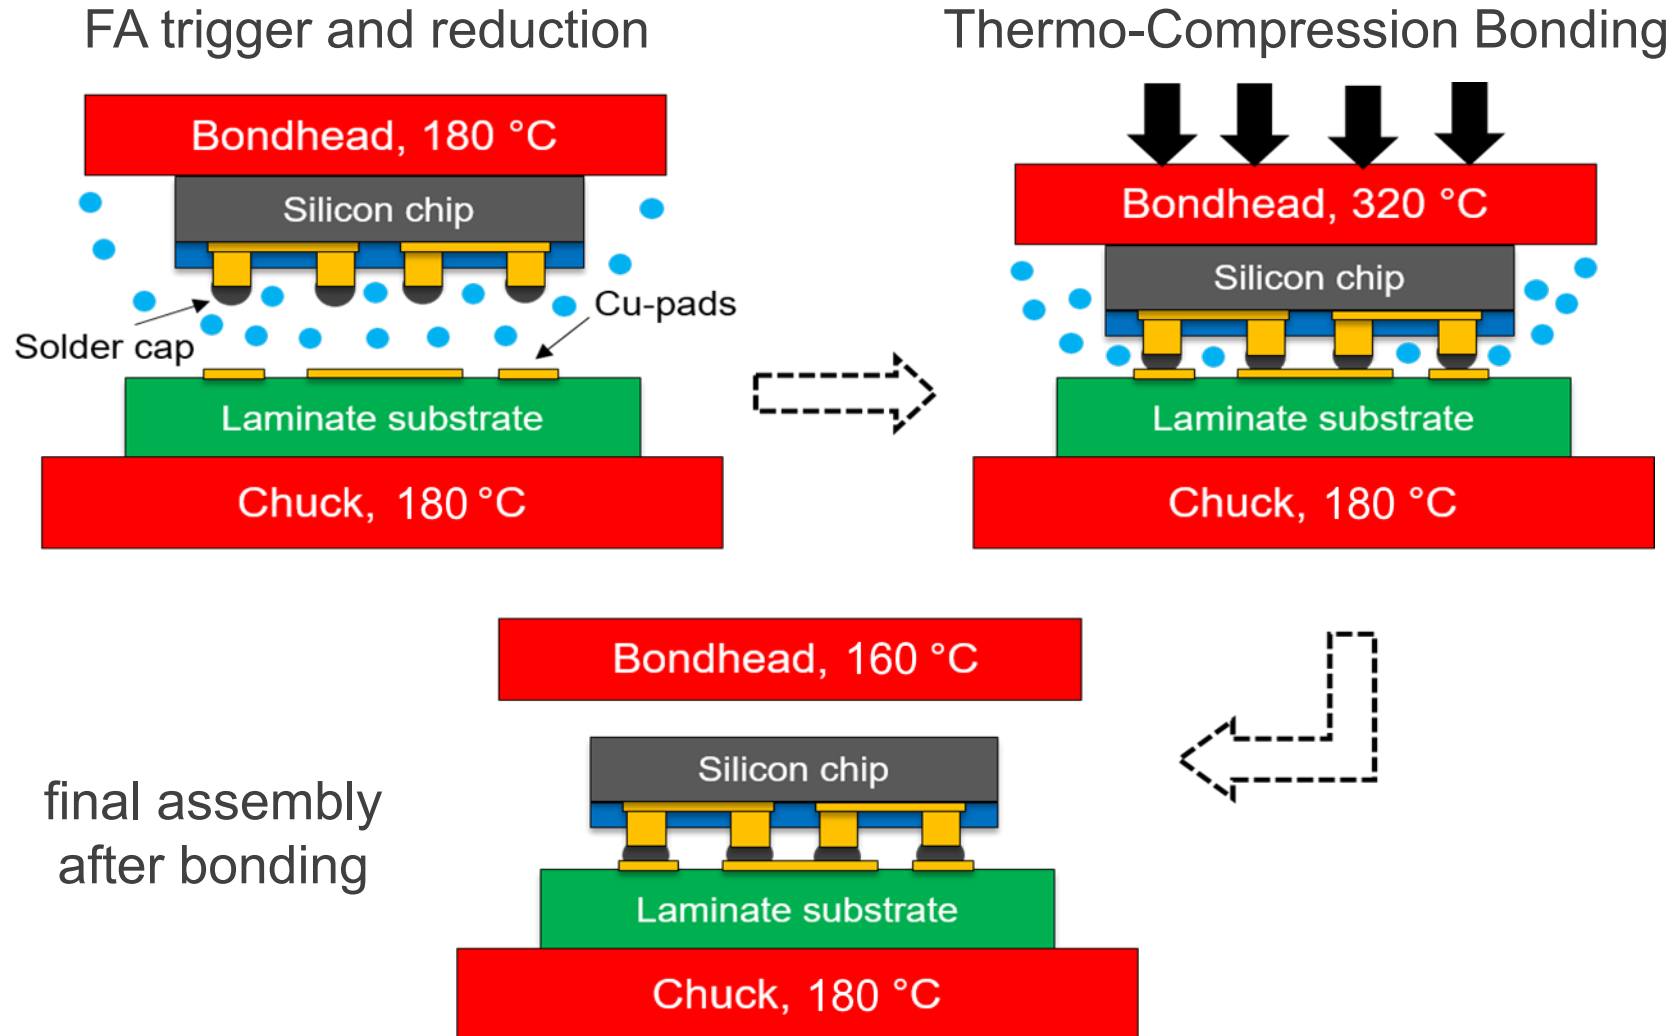 FA trigger and reduction
Thermo-Compression Bonding
Bondhead, 180 °C
Silicon chip
Solder cap
Cu-pads
Laminate substrate
Chuck, 180 °C
Bondhead, 320 °C
Silicon chip
Laminate substrate
Chuck, 180 °C
final assembly
after bonding
Bondhead, 160 °C
Silicon chip
Laminate substrate
Chuck, 180 °C